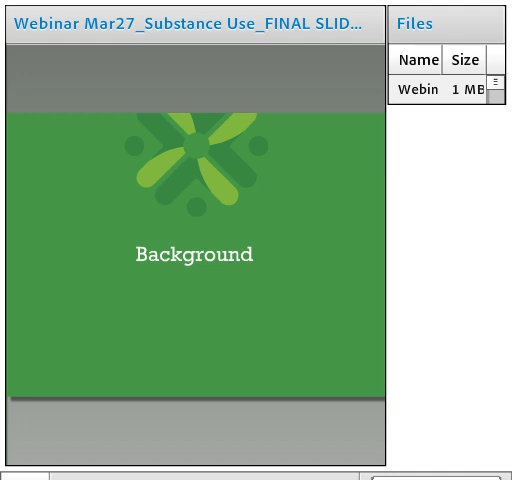 Webinar Mar27_Substance Use_FINAL SLID...
Files
Name Size
Webin 1 MB
Background